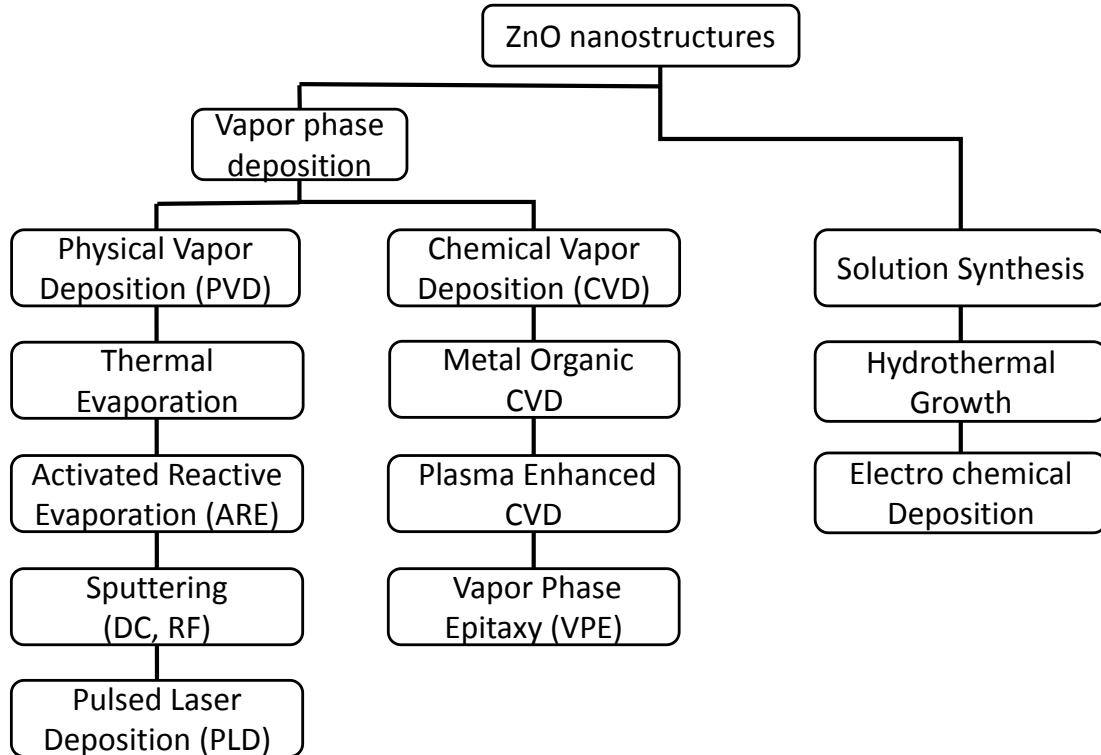 ZnO nanostructures
Vapor phase
deposition
Physical Vapor
Deposition (PVD)
Thermal
Evaporation
Activated Reactive
Evaporation (ARE)
Sputtering
(DC, RF)
Pulsed Laser
Deposition (PLD)
Chemical Vapor
Deposition (CVD)
Metal Organic
CVD
Plasma Enhanced
CVD
Vapor Phase
Epitaxy (VPE)
Solution Synthesis
Hydrothermal
Growth
Electro chemical
Deposition